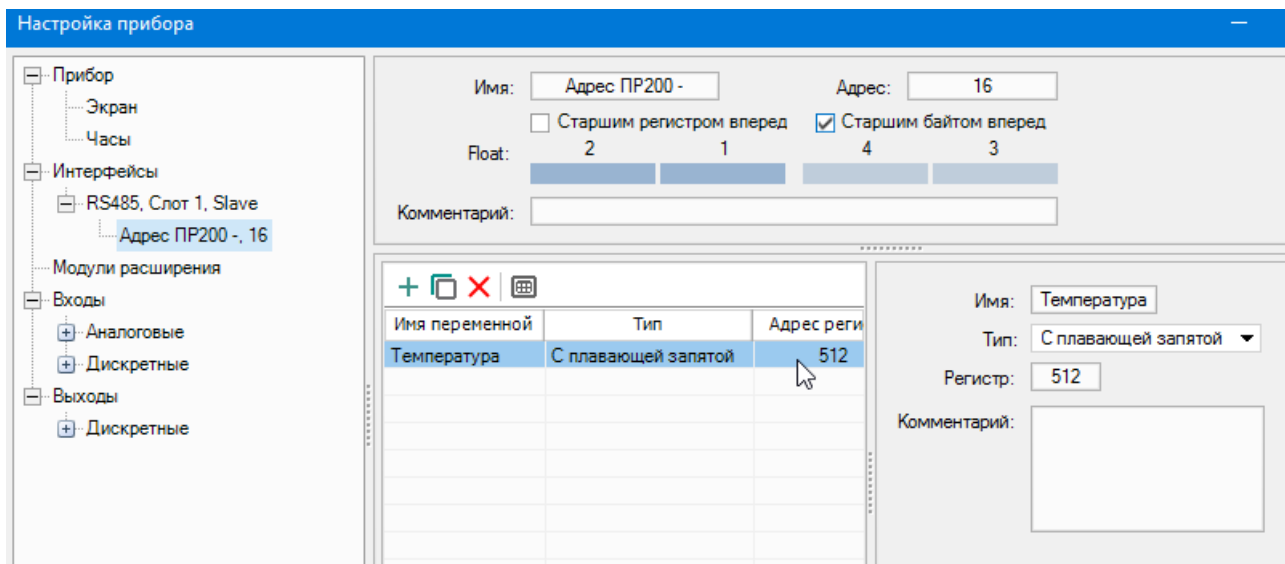 Настройка прибора
Прибор
Экран
Часы
Интерфейсы
RS485, Слот 1, Slave
Адрес ПР200 -, 16
Модули расширения
Входы
Аналоговые
Дискретные
Выходы
Дискретные
Имя: Адрес ПР200 - Адрес: 16
Старшим регистром вперед Старшим байтом вперед
Float: 2 1 4 3
Комментарий:
Имя переменной Тип Адрес реги
Температура С плавающей запятой 512
Имя: Температура
Тип: С плавающей запятой
Регистр: 512
Комментарий: